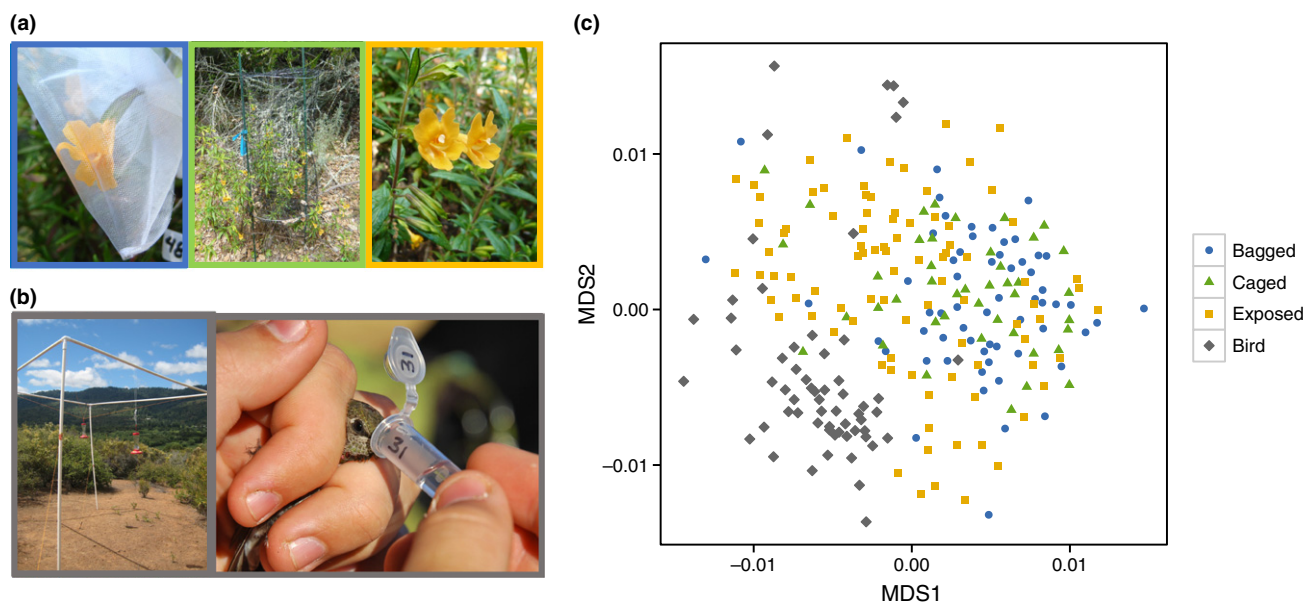 (a)
48
(b)
31
31
(c)
MDS2
0.01
0.00
−0.01
−0.01
0.00
0.01
MDS1
Bagged
Caged
Exposed
Bird